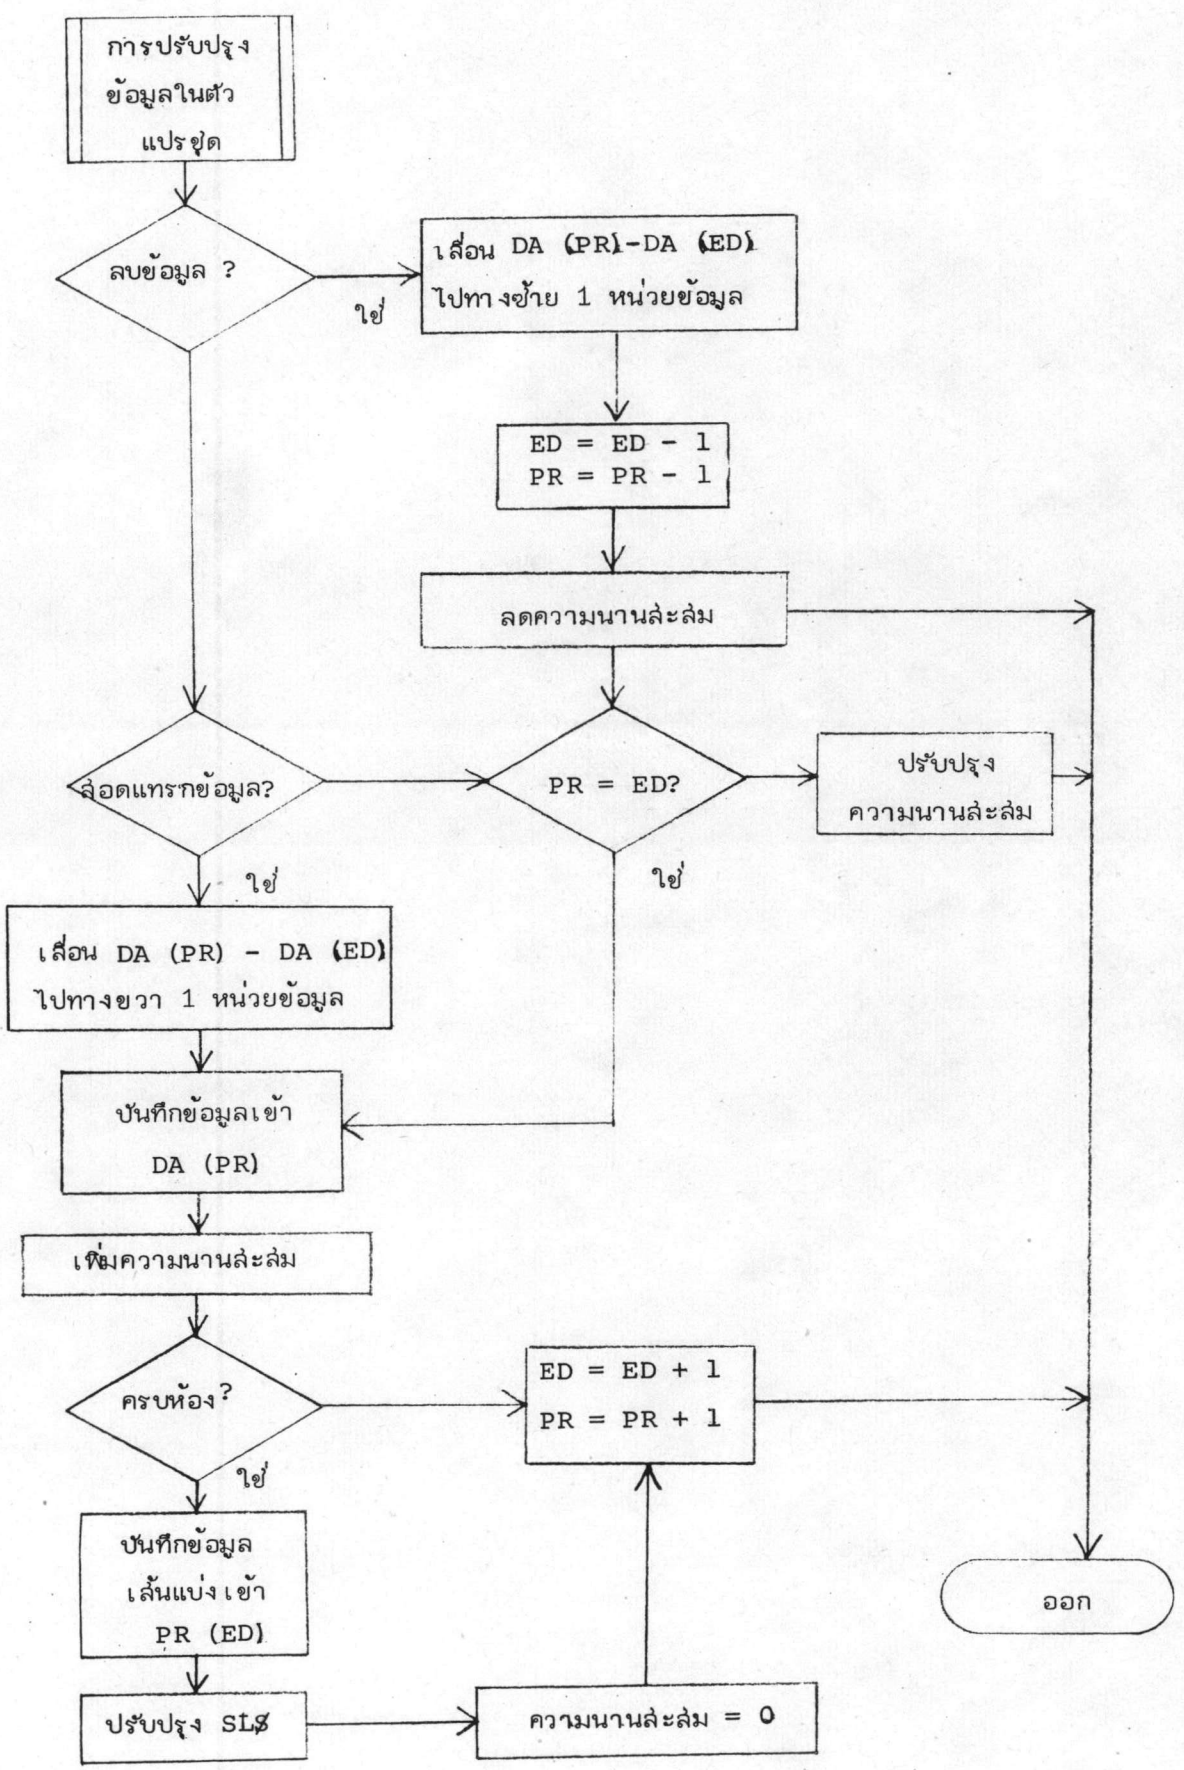 การปรับปรุง
ข้อมูลในตัว
แปรชุด
ลบข้อมูล ?
ใช่
เลื่อน DA (PR)-DA (ED)
ไปทางซ้าย 1 หน่วยข้อมูล
ED = ED - 1
PR = PR - 1
ลดความนานสะสม
สอดแทรกข้อมูล?
ใช่
PR = ED?
ใช่
ปรับปรุง
ความนานสะสม
เลื่อน DA (PR) - DA (ED)
ไปทางขวา 1 หน่วยข้อมูล
บันทึกข้อมูลเข้า
DA (PR)
เพิ่มความนานสะสม
ครบห้อง?
ใช่
ED = ED + 1
PR = PR + 1
บันทึกข้อมูล
เส้นแบ่งเข้า
PR (ED)
ปรับปรุง SL$
ความนานสะสม = 0
ออก